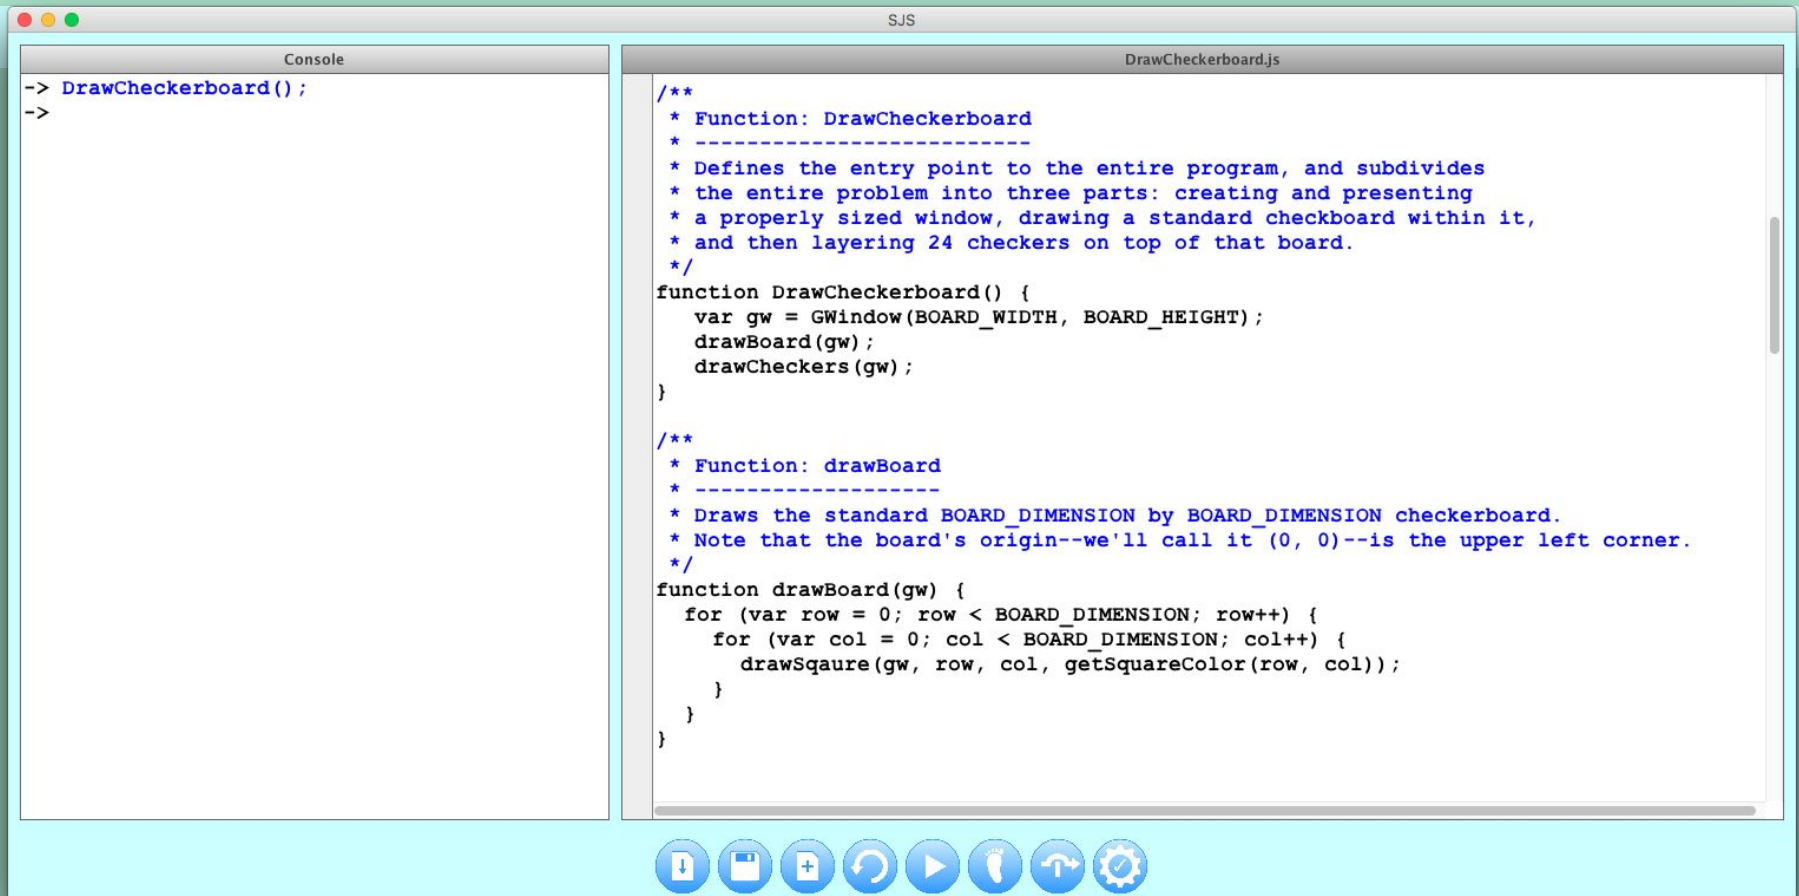 SJS
Console
-> DrawCheckerboard();
->
DrawCheckerboard.js
/**
 * Function: DrawCheckerboard
 * --------------------------
 * Defines the entry point to the entire program, and subdivides
 * the entire problem into three parts: creating and presenting
 * a properly sized window, drawing a standard checkboard within it,
 * and then layering 24 checkers on top of that board.
 */
function DrawCheckerboard() {
   var gw = GWindow(BOARD_WIDTH, BOARD_HEIGHT);
   drawBoard(gw);
   drawCheckers(gw);
}
/**
 * Function: drawBoard
 * -------------------
 * Draws the standard BOARD_DIMENSION by BOARD_DIMENSION checkerboard.
 * Note that the board's origin--we'll call it (0, 0)--is the upper left corner.
 */
function drawBoard(gw) {
  for (var row = 0; row < BOARD_DIMENSION; row++) {
    for (var col = 0; col < BOARD_DIMENSION; col++) {
      drawSqaure(gw, row, col, getSquareColor(row, col));
    }
  }
}